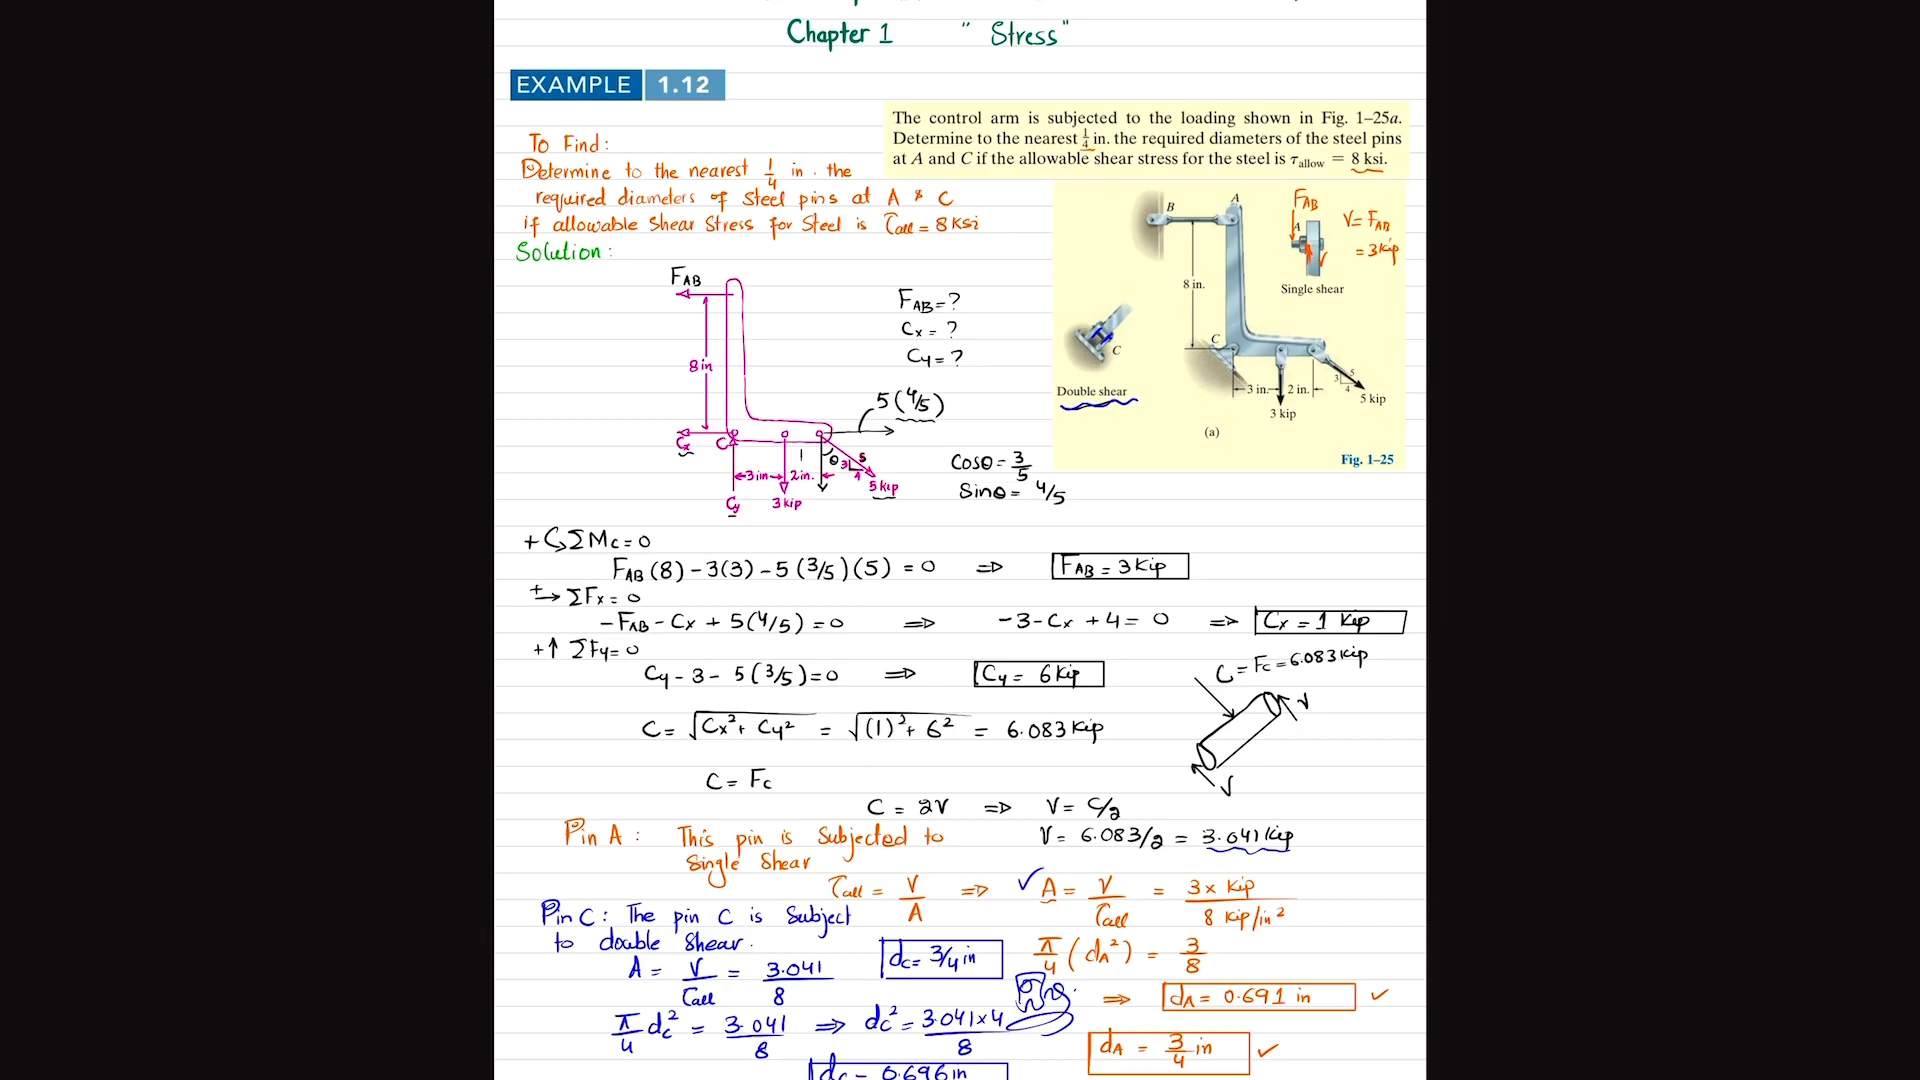 Chapter 1 " Stress"
EXAMPLE 1.12
The control arm is subjected to the loading shown in Fig. 1–25a.
Determine to the nearest 1/4 in. the required diameters of the steel pins
at A and C if the allowable shear stress for the steel is τallow = 8 ksi.
To Find:
Determine to the nearest 1/4 in. the
required diameters of Steel pins at A & C
if allowable Shear Stress for Steel is τall = 8 Ksi
Solution:
FAB
8 in
Cx C
Cy
3 in 2 in.
3 kip
θ 3 5 4
5 kip
5(4/5)
FAB = ?
Cx = ?
Cy = ?
Cosθ = 3/5
Sinθ = 4/5
B A
8 in.
C
3 in. 2 in.
3 kip
3 5 4
5 kip
(a)
C
Double shear
FAB
A
V
V = FAB
= 3 kip
Single shear
Fig. 1–25
+ ↺ ΣMc = 0
FAB (8) – 3(3) – 5 (3/5)(5) = 0 ⇒ FAB = 3 Kip
+→ ΣFx = 0
– FAB – Cx + 5(4/5) = 0 ⇒ –3 – Cx + 4 = 0 ⇒ Cx = 1 Kip
+↑ ΣFy = 0
Cy – 3 – 5(3/5) = 0 ⇒ Cy = 6 Kip
C = Fc = 6.083 kip
V
V
C = √Cx² + Cy² = √(1)² + 6² = 6.083 Kip
C = Fc
C = 2V ⇒ V = C/2
V = 6.083/2 = 3.041 kip
Pin A : This pin is Subjected to
Single Shear
τall = V/A ⇒ ✓ A = V/τall = 3 x Kip / 8 Kip/in²
π/4 (dA²) = 3/8
⇒ dA = 0.691 in ✓
dA = 3/4 in ✓
Pin C : The pin C is Subject
to double Shear.
A = V/τall = 3.041/8
dc = 3/4 in
π/4 dc² = 3.041/8 ⇒ dc² = 3.041 x 4 / 8
dc = 0.696 in